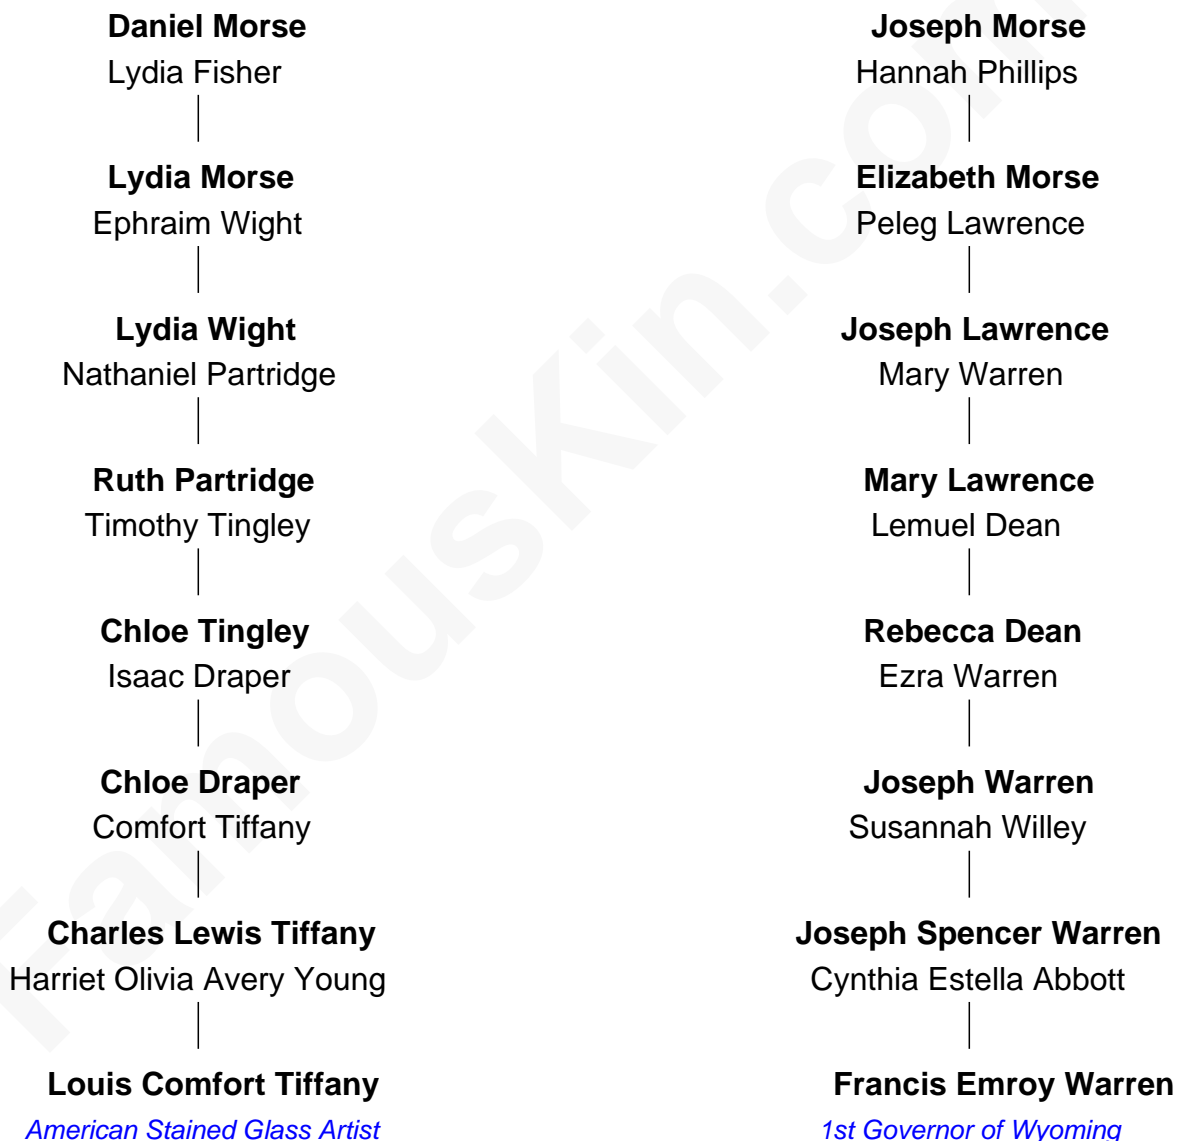 Daniel Morse
Lydia Fisher
Lydia Morse
Ephraim Wight
Lydia Wight
Nathaniel Partridge
Ruth Partridge
Timothy Tingley
Chloe Tingley
Isaac Draper
Chloe Draper
Comfort Tiffany
Charles Lewis Tiffany
Harriet Olivia Avery Young
Louis Comfort Tiffany
American Stained Glass Artist
Joseph Morse
Hannah Phillips
Elizabeth Morse
Peleg Lawrence
Joseph Lawrence
Mary Warren
Mary Lawrence
Lemuel Dean
Rebecca Dean
Ezra Warren
Joseph Warren
Susannah Willey
Joseph Spencer Warren
Cynthia Estella Abbott
Francis Emroy Warren
1st Governor of Wyoming
FamousKin.com